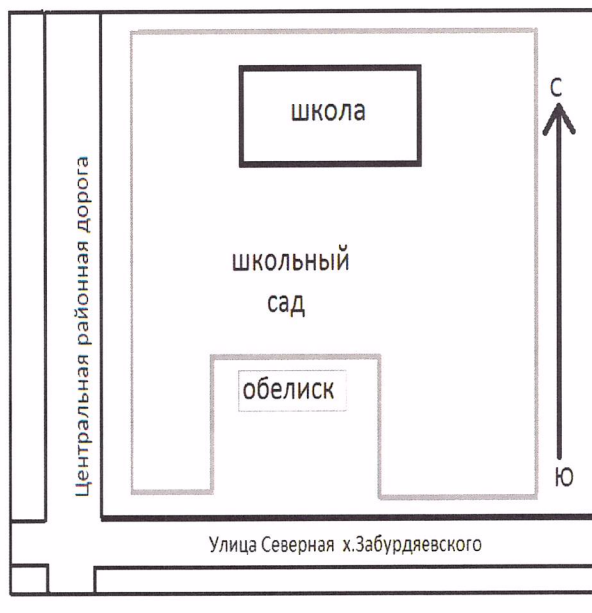 школа
С
Центральная районная дорога
школьный
сад
обелиск
Ю
Улица Северная х.Забурдяевского